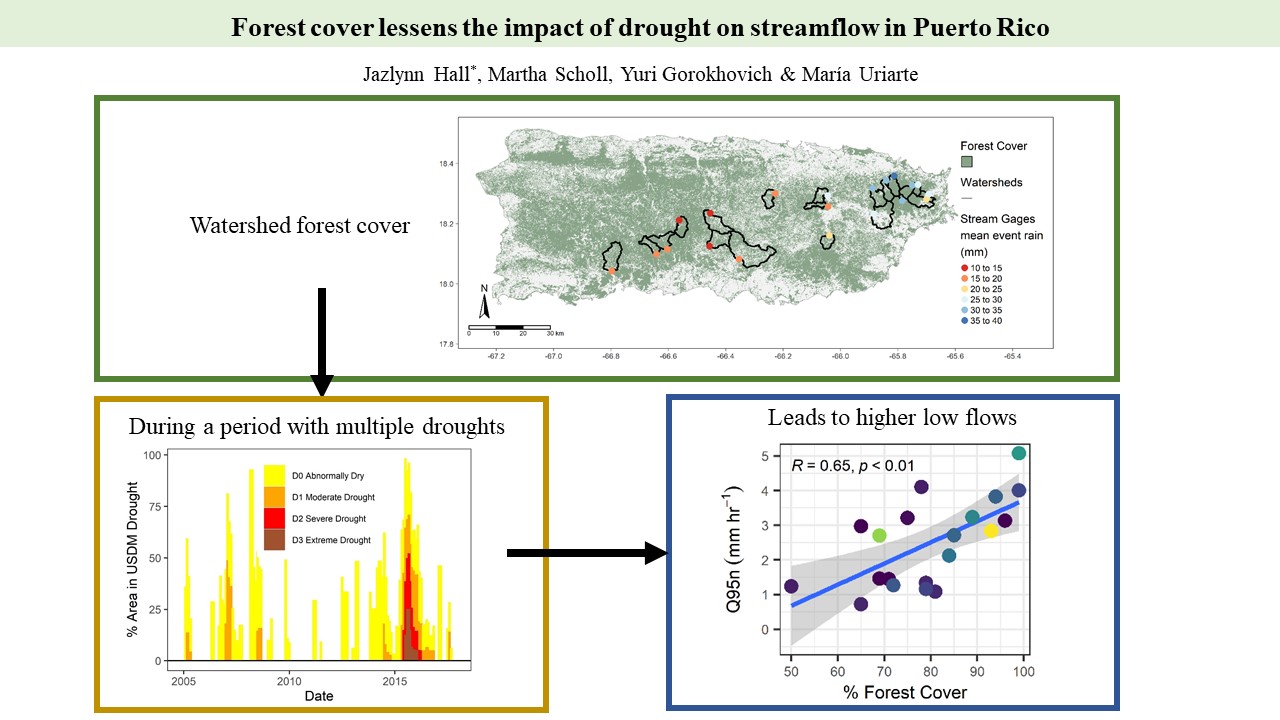 Forest cover lessens the impact of drought on streamflow in Puerto Rico
Jazlynn Hall*, Martha Scholl, Yuri Gorokhovich & María Uriarte
Watershed forest cover
18.4
18.2
18.0
17.8
N
0 10 20 30 km
-67.2 -67.0 -66.8 -66.6 -66.4 -66.2 -66.0 -65.8 -65.6 -65.4
Forest Cover
Watersheds
Stream Gages
mean event rain
(mm)
10 to 15
15 to 20
20 to 25
25 to 30
30 to 35
35 to 40
During a period with multiple droughts
% Area in USDM Drought
100
75
50
25
0
D0 Abnormally Dry
D1 Moderate Drought
D2 Severe Drought
D3 Extreme Drought
2005 2010 2015
Date
Leads to higher low flows
Q95n (mm hr⁻¹)
R = 0.65, p < 0.01
5
4
3
2
1
0
50 60 70 80 90 100
% Forest Cover